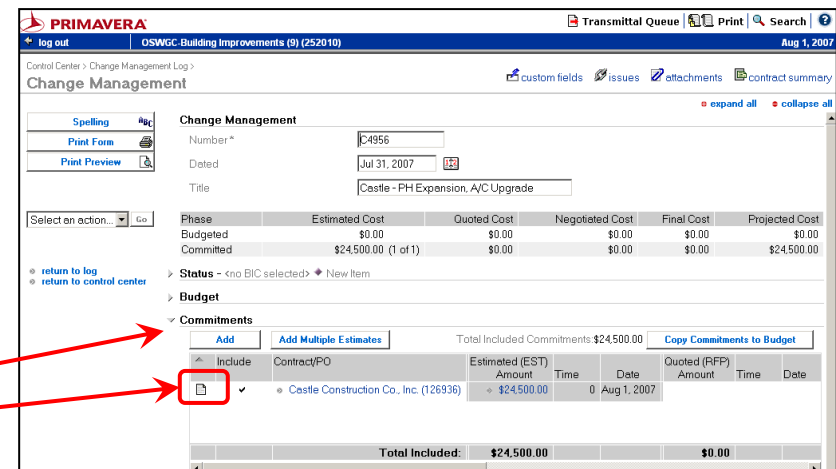 PRIMAVERA Transmittal Queue Print Search
log out OSWGC-Building Improvements (9) (252010) Aug 1, 2007
Control Center > Change Management Log >
Change Management custom fields issues attachments contract summary
expand all collapse all
Spelling ABC Change Management
Number* C4956
Print Form
Print Preview Dated Jul 31, 2007
Title Castle - PH Expansion, A/C Upgrade
Select an action... Go Phase Estimated Cost Quoted Cost Negotiated Cost Final Cost Projected Cost
Budgeted $0.00 $0.00 $0.00 $0.00 $0.00
Committed $24,500.00 (1 of 1) $0.00 $0.00 $0.00 $24,500.00
return to log Status - <no BIC selected> New Item
return to control center
Budget
Commitments
Add Add Multiple Estimates Total Included Commitments:$24,500.00 Copy Commitments to Budget
Include Contract/PO Estimated (EST) Quoted (RFP)
Amount Time Date Amount Time Date
Castle Construction Co., Inc. (126936) $24,500.00 0 Aug 1, 2007
Total Included: $24,500.00 $0.00